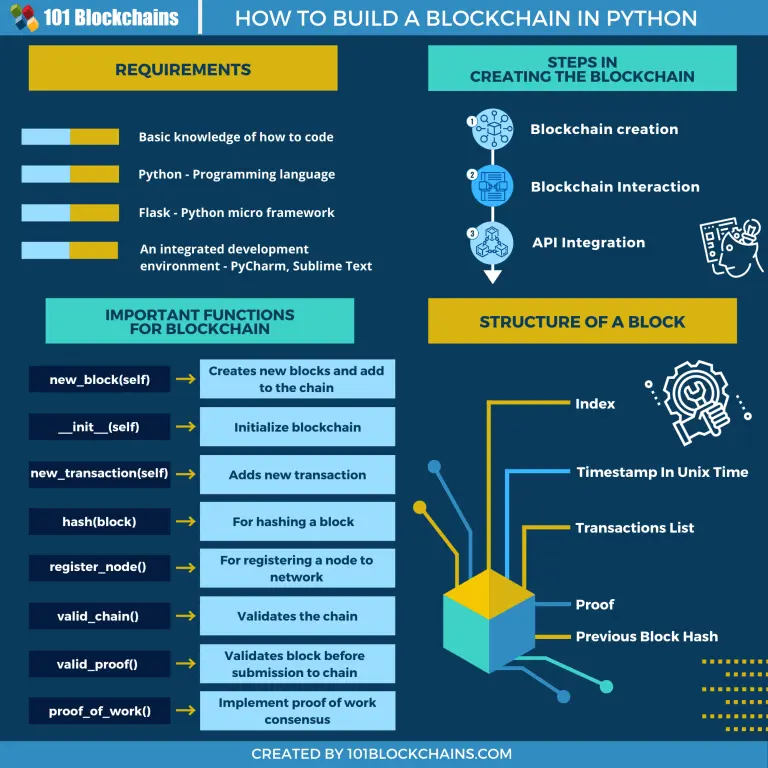 101 Blockchains
HOW TO BUILD A BLOCKCHAIN IN PYTHON
REQUIREMENTS
Basic knowledge of how to code
Python - Programming language
Flask - Python micro framework
An integrated development
environment - PyCharm, Sublime Text
STEPS IN
CREATING THE BLOCKCHAIN
1
Blockchain creation
2
Blockchain Interaction
3
API Integration
IMPORTANT FUNCTIONS
FOR BLOCKCHAIN
new_block(self)
Creates new blocks and add
to the chain
__init__(self)
Initialize blockchain
new_transaction(self)
Adds new transaction
hash(block)
For hashing a block
register_node()
For registering a node to
network
valid_chain()
Validates the chain
valid_proof()
Validates block before
submission to chain
proof_of_work()
Implement proof of work
consensus
STRUCTURE OF A BLOCK
Index
Timestamp In Unix Time
Transactions List
Proof
Previous Block Hash
CREATED BY 101BLOCKCHAINS.COM